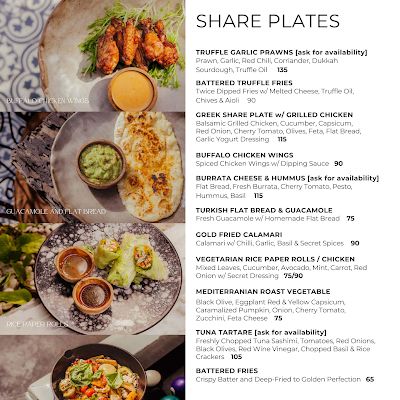 SHARE PLATES
TRUFFLE GARLIC PRAWNS [ask for availability]
Prawn, Garlic, Red Chill, Corriander, Dukkah
Sourdough, Truffle Oil 135
BATTERED TRUFFLE FRIES
Twice Dipped Fries w/ Melted Cheese, Truffle Oil,
Chives & Aioli 90
GREEK SHARE PLATE w/ GRILLED CHICKEN
Balsamic Grilled Chicken, Cucumber, Capsicum,
Red Onion, Cherry Tomato, Olives, Feta, Flat Bread,
Garlic Yogurt Dressing 115
BUFFALO CHICKEN WINGS
Spiced Chicken Wings w/ Dipping Sauce 90
BURRATA CHEESE & HUMMUS [ask for availability]
Flat Bread, Fresh Burrata, Cherry Tomato, Pesto,
Hummus, Basil 115
TURKISH FLAT BREAD & GUACAMOLE
Fresh Guacamole w/ Homemade Flat Bread 75
GOLD FRIED CALAMARI
Calamari w/ Chilli, Garlic, Basil & Secret Spices 90
VEGETARIAN RICE PAPER ROLLS / CHICKEN
Mixed Leaves, Cucumber, Avocado, Mint, Carrot, Red
Onion w/ Secret Dressing 75/90
MEDITERRANEAN ROAST VEGETABLE
Black Olive, Eggplant Red & Yellow Capsicum,
Caramalized Pumpkin, Onion, Cherry Tomato,
Zucchini, Feta Cheese 75
TUNA TARTARE [ask for availability]
Freshly Chopped Tuna Sashimi, Tomatoes, Red Onions,
Black Olives, Red Wine Vinegar, Chopped Basil & Rice
Crackers 105
BATTERED FRIES
Crispy Batter and Deep-Fried to Golden Perfection 65
BUFFALO CHICKEN WINGS
GUACAMOLE AND FLAT BREAD
RICE PAPER ROLLS